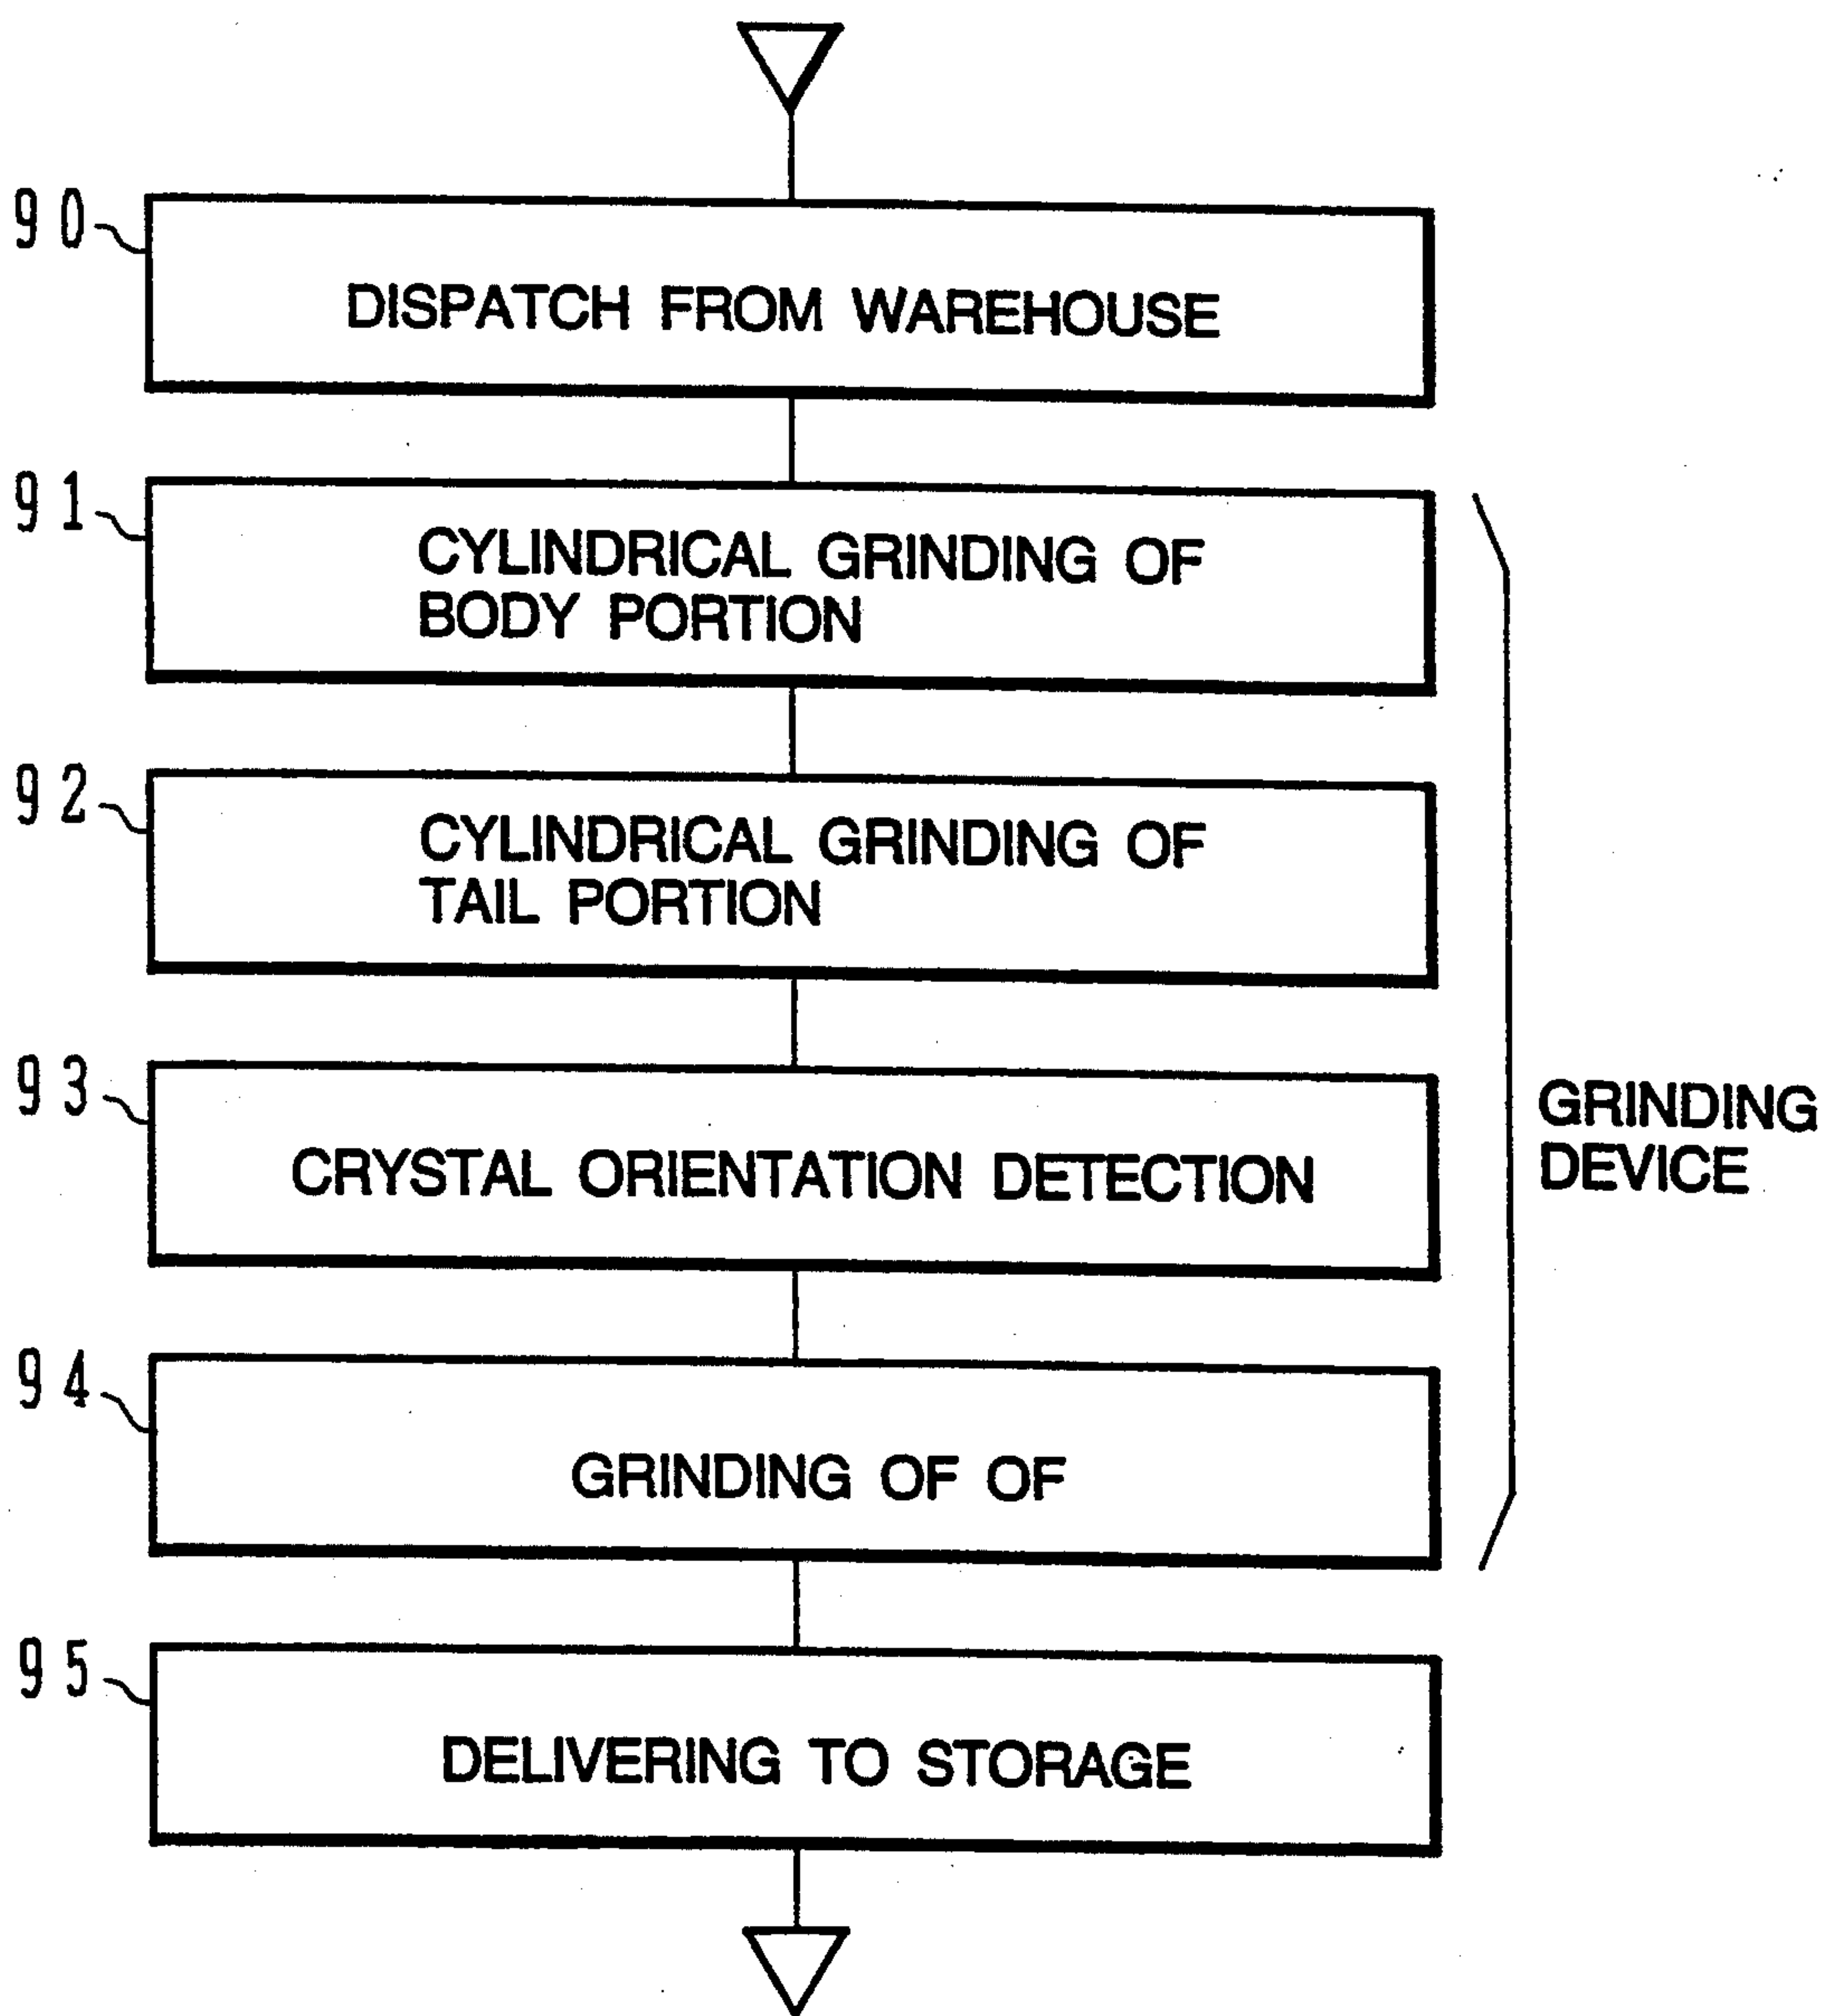 90
DISPATCH FROM WAREHOUSE
91
CYLINDRICAL GRINDING OF
BODY PORTION
92
CYLINDRICAL GRINDING OF
TAIL PORTION
93
CRYSTAL ORIENTATION DETECTION
GRINDING
DEVICE
94
GRINDING OF OF
95
DELIVERING TO STORAGE